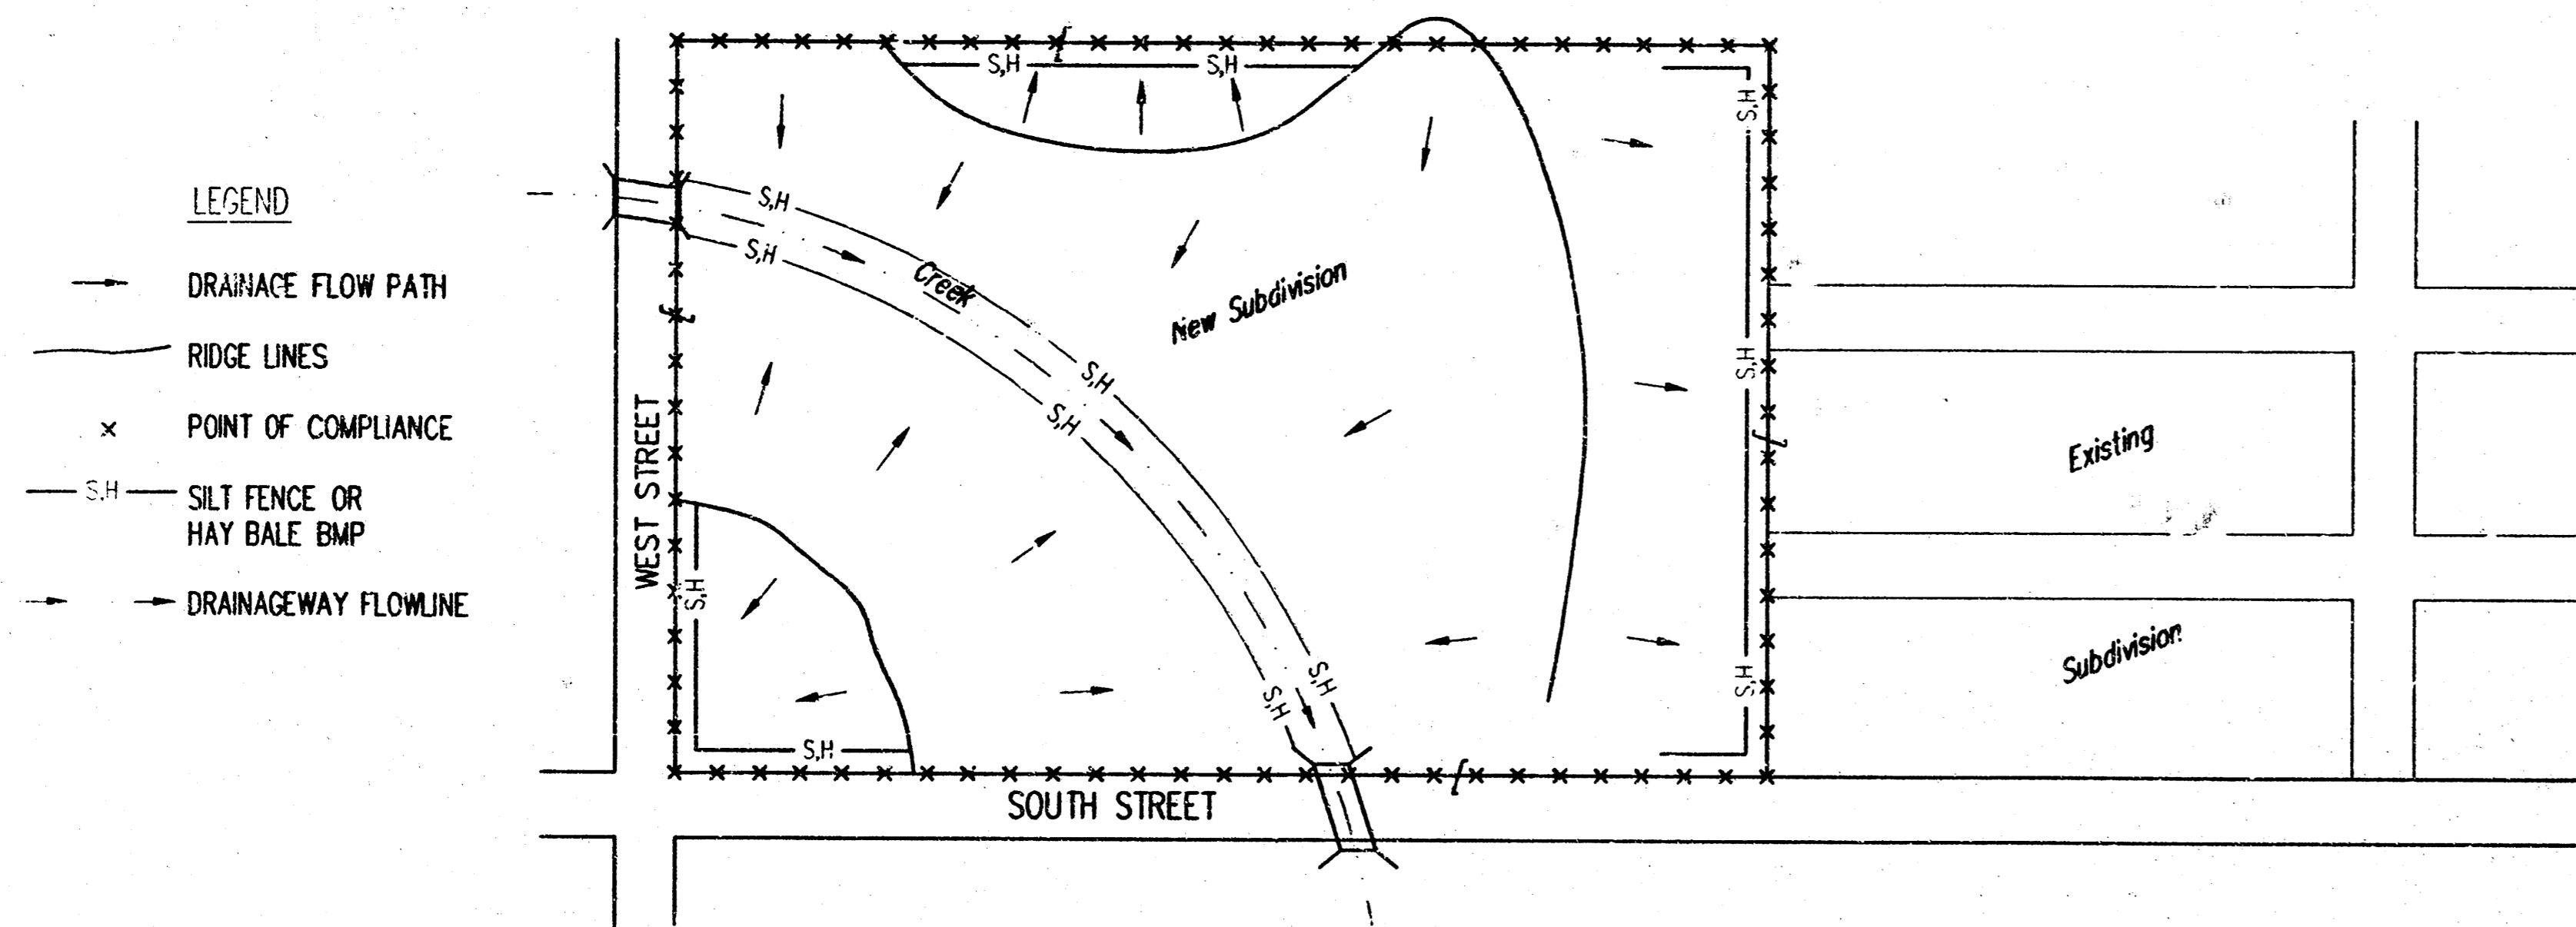 LEGEND
DRAINAGE FLOW PATH
RIDGE LINES
x POINT OF COMPLIANCE
S,H SILT FENCE OR
HAY BALE BMP
DRAINAGEWAY FLOWLINE
S,H
S,H
S,H
S,H
S,H
Creek
New Subdivision
S,H
S,H
S,H
WEST STREET
Existing
S,H
Subdivision
S,H
S,H
S,H
S,H
SOUTH STREET